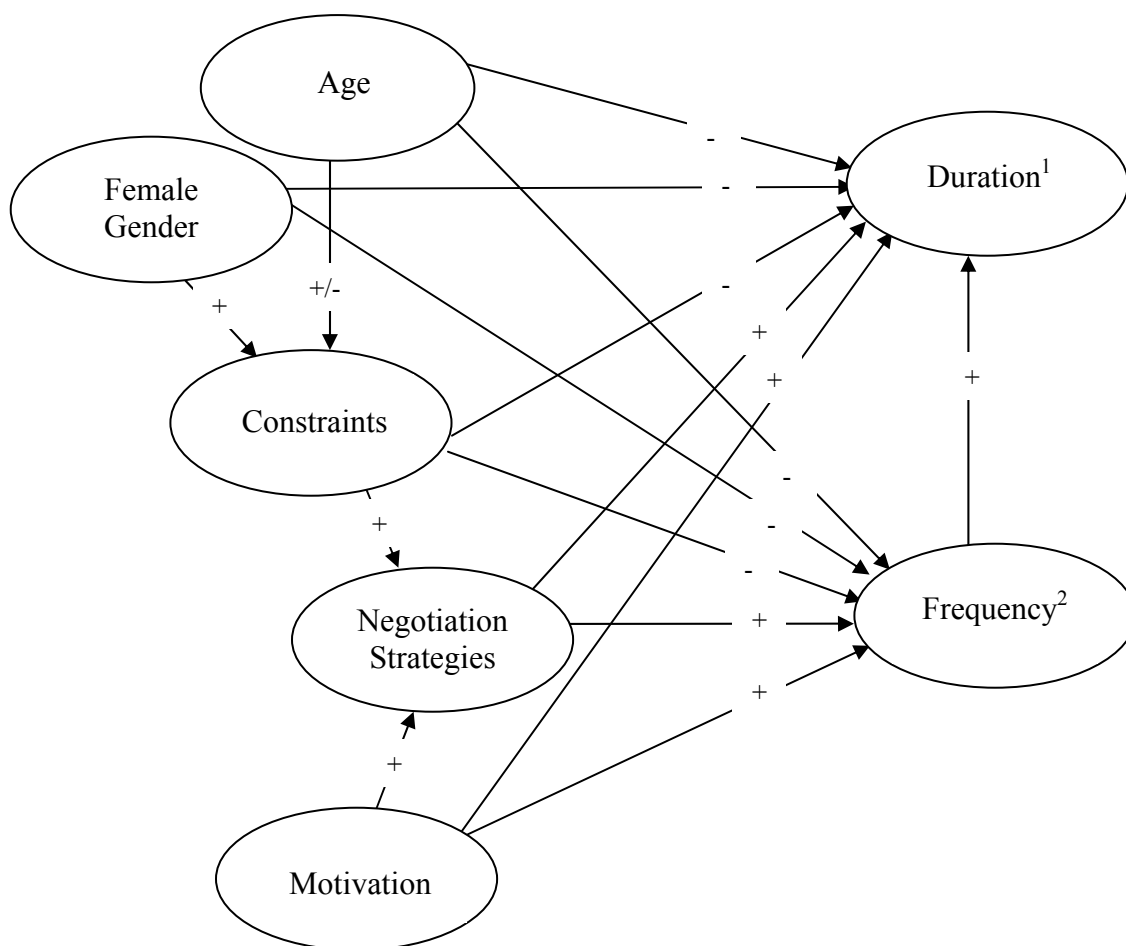 Age
-
Duration1
Female
Gender
-
+
+/-
-
+
+
+
Constraints
-
-
+
-
Negotiation
Strategies
+
Frequency2
+
+
Motivation